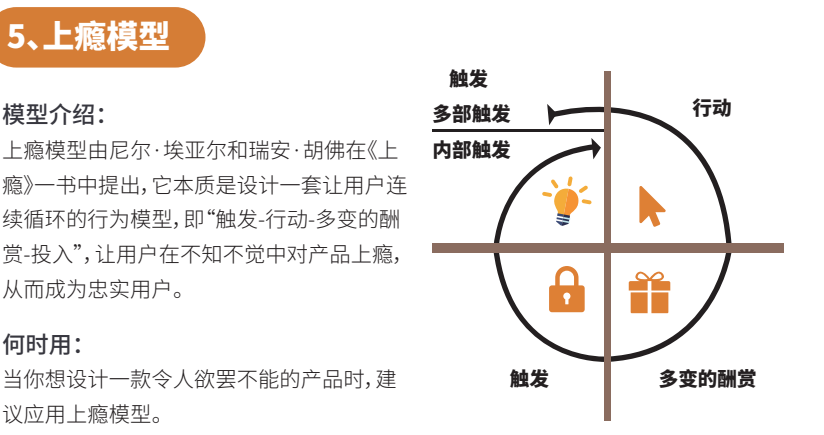 5、上瘾模型
模型介绍：
上瘾模型由尼尔·埃亚尔和瑞安·胡佛在《上
瘾》一书中提出，它本质是设计一套让用户连
续循环的行为模型，即“触发-行动-多变的酬
赏-投入”，让用户在不知不觉中对产品上瘾，
从而成为忠实用户。
何时用：
当你想设计一款令人欲罢不能的产品时，建
议应用上瘾模型。
触发
多部触发
内部触发
行动
触发
多变的酬赏